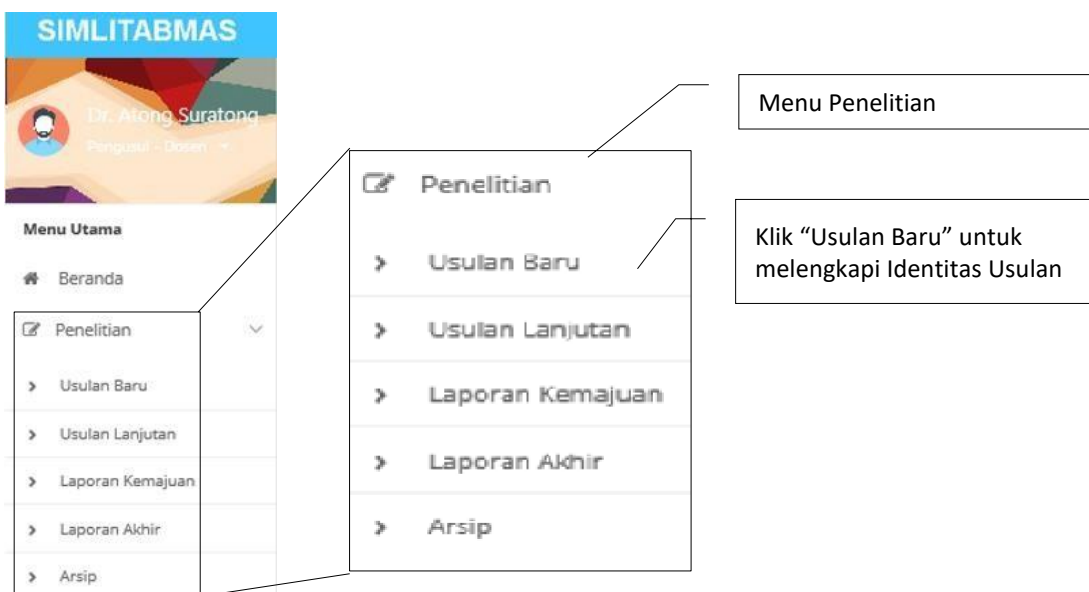 SIMLITABMAS
Dr. Atong Suratong
Pengusul - Dosen
Menu Utama
Beranda
Penelitian
Usulan Baru
Usulan Lanjutan
Laporan Kemajuan
Laporan Akhir
Arsip
Penelitian
Usulan Baru
Usulan Lanjutan
Laporan Kemajuan
Laporan Akhir
Arsip
Menu Penelitian
Klik “Usulan Baru” untuk
melengkapi Identitas Usulan